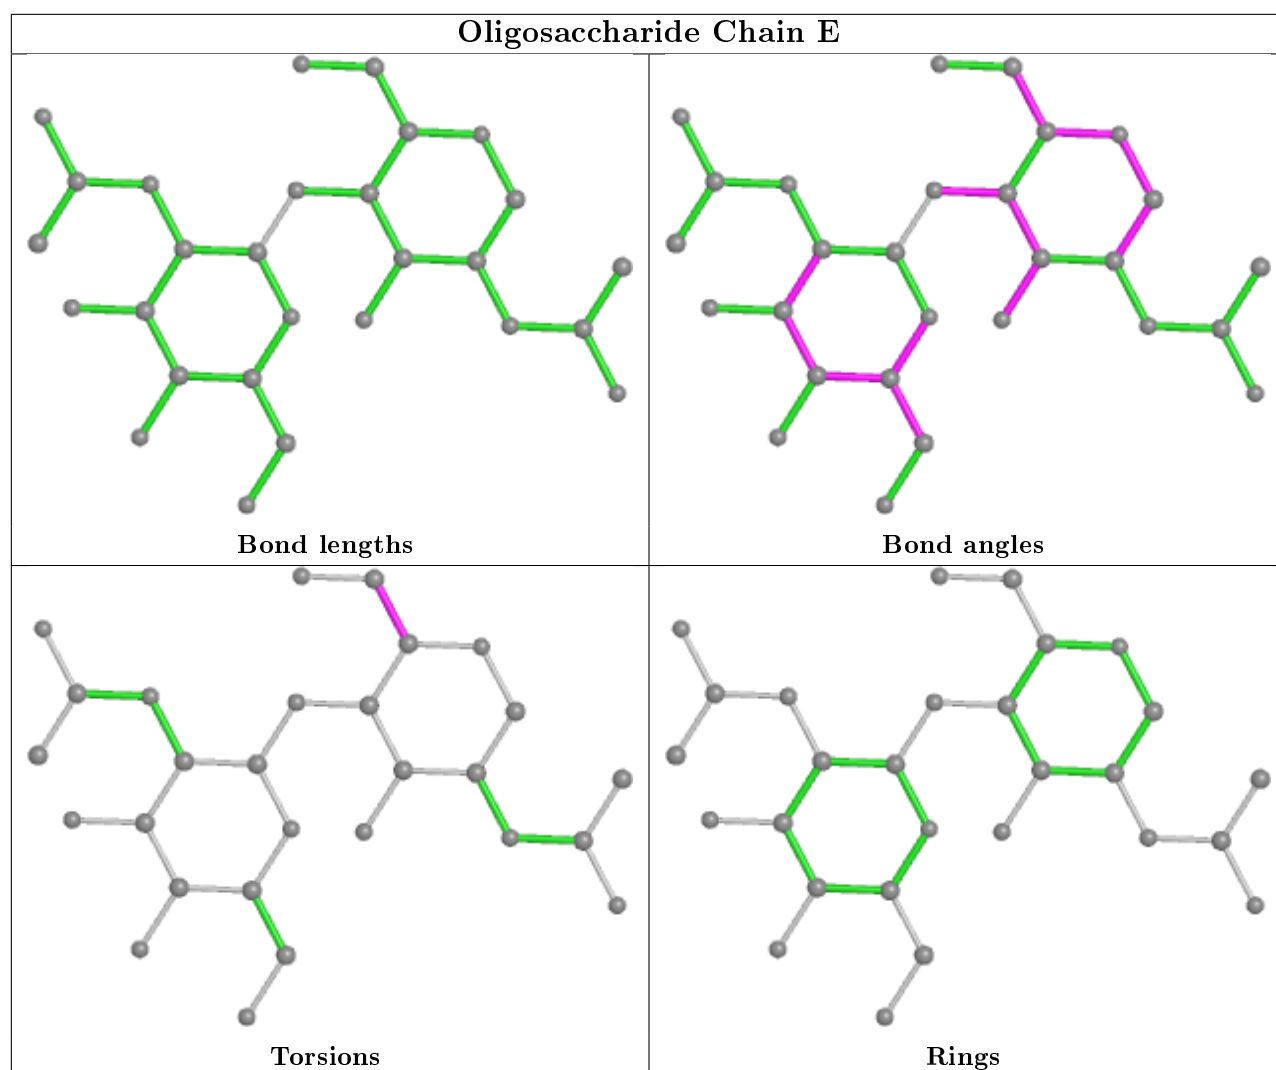 Oligosaccharide Chain E
Bond lengths
Bond angles
Torsions
Rings